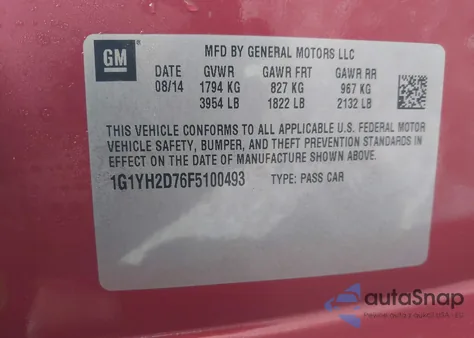 GM
MFD BY GENERAL MOTORS LLC
DATE GVWR GAWR FRT GAWR RR
08/14 1794 KG 827 KG 967 KG
3954 LB 1822 LB 2132 LB
THIS VEHICLE CONFORMS TO ALL APPLICABLE U.S. FEDERAL MOTOR
VEHICLE SAFETY, BUMPER, AND THEFT PREVENTION STANDARDS IN
EFFECT ON THE DATE OF MANUFACTURE SHOWN ABOVE.
1G1YH2D76F5100493 TYPE: PASS CAR
autoSnap